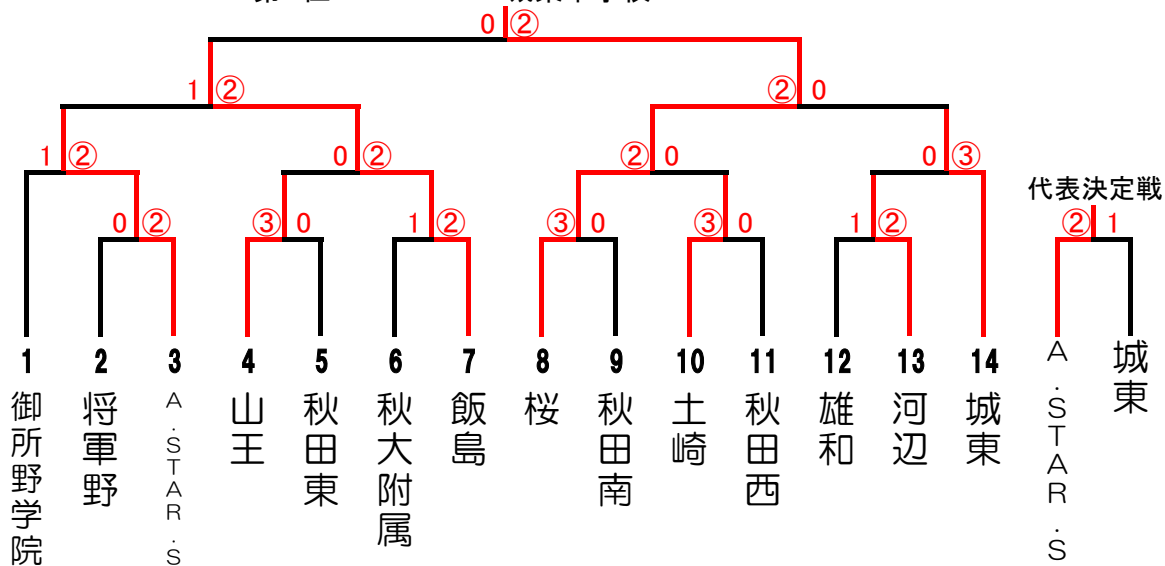 0 ②
1 ② ② 0
1 ② 0 ② ② 0 0 ③
代表決定戦
0 ② ③ 0 1 ② ③ 0 ③ 0 1 ② ② 1
1 2 3 4 5 6 7 8 9 10 11 12 13 14
御所野学院
将軍野
A.STAR.S
山王
秋田東
秋大附属
飯島
桜
秋田南
土崎
秋田西
雄和
河辺
城東
A.STAR.S
城東